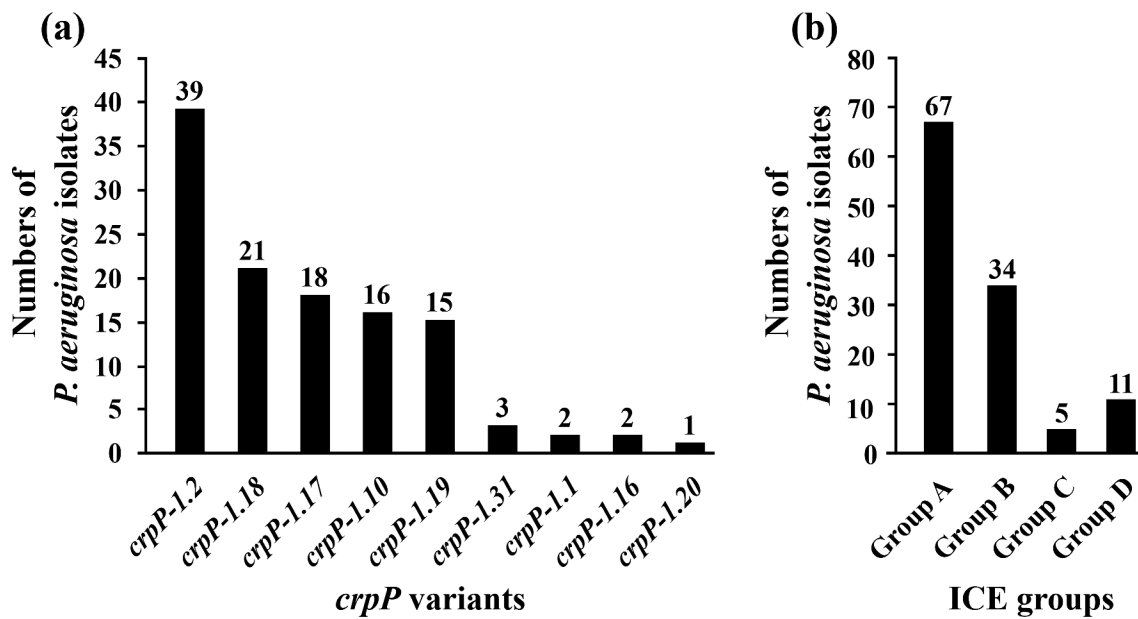 (a)
Numbers of
P. aeruginosa isolates
45
40
35
30
25
20
15
10
5
0
39
21
18
16
15
3
2
2
1
crpP-1.2
crpP-1.18
crpP-1.17
crpP-1.10
crpP-1.19
crpP-1.31
crpP-1.1
crpP-1.16
crpP-1.20
crpP variants
(b)
Numbers of
P. aeruginosa isolates
80
70
60
50
40
30
20
10
0
67
34
5
11
Group A
Group B
Group C
Group D
ICE groups